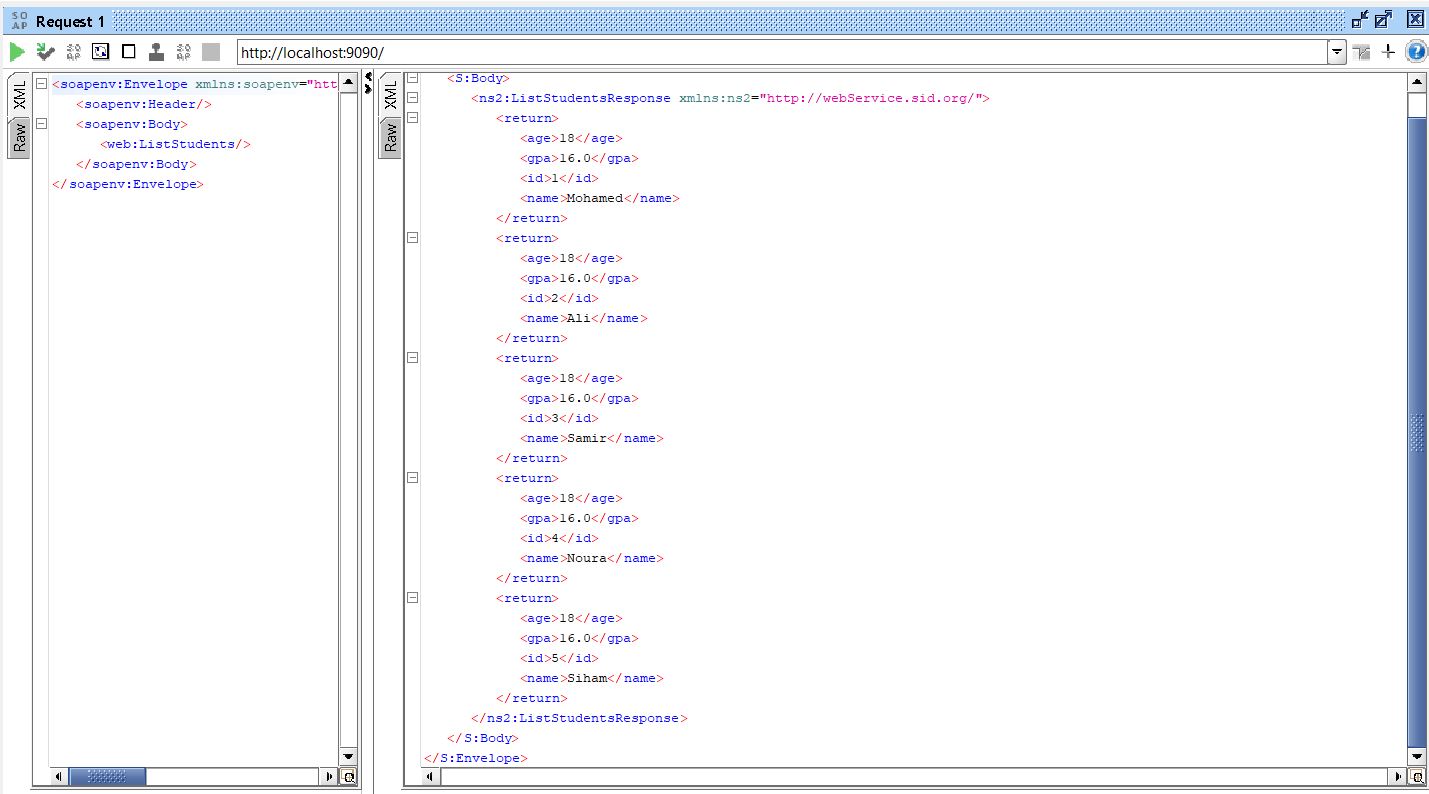 SO
AP
Request 1
http://localhost:9090/
XML
Raw
<soapenv:Envelope xmlns:soapenv="htt
<soapenv:Header/>
<soapenv:Body>
<web:ListStudents/>
</soapenv:Body>
</soapenv:Envelope>
XML
Raw
<S:Body>
<ns2:ListStudentsResponse xmlns:ns2="http://webService.sid.org/">
<return>
<age>18</age>
<gpa>16.0</gpa>
<id>1</id>
<name>Mohamed</name>
</return>
<return>
<age>18</age>
<gpa>16.0</gpa>
<id>2</id>
<name>Ali</name>
</return>
<return>
<age>18</age>
<gpa>16.0</gpa>
<id>3</id>
<name>Samir</name>
</return>
<return>
<age>18</age>
<gpa>16.0</gpa>
<id>4</id>
<name>Noura</name>
</return>
<return>
<age>18</age>
<gpa>16.0</gpa>
<id>5</id>
<name>Siham</name>
</return>
</ns2:ListStudentsResponse>
</S:Body>
</S:Envelope>